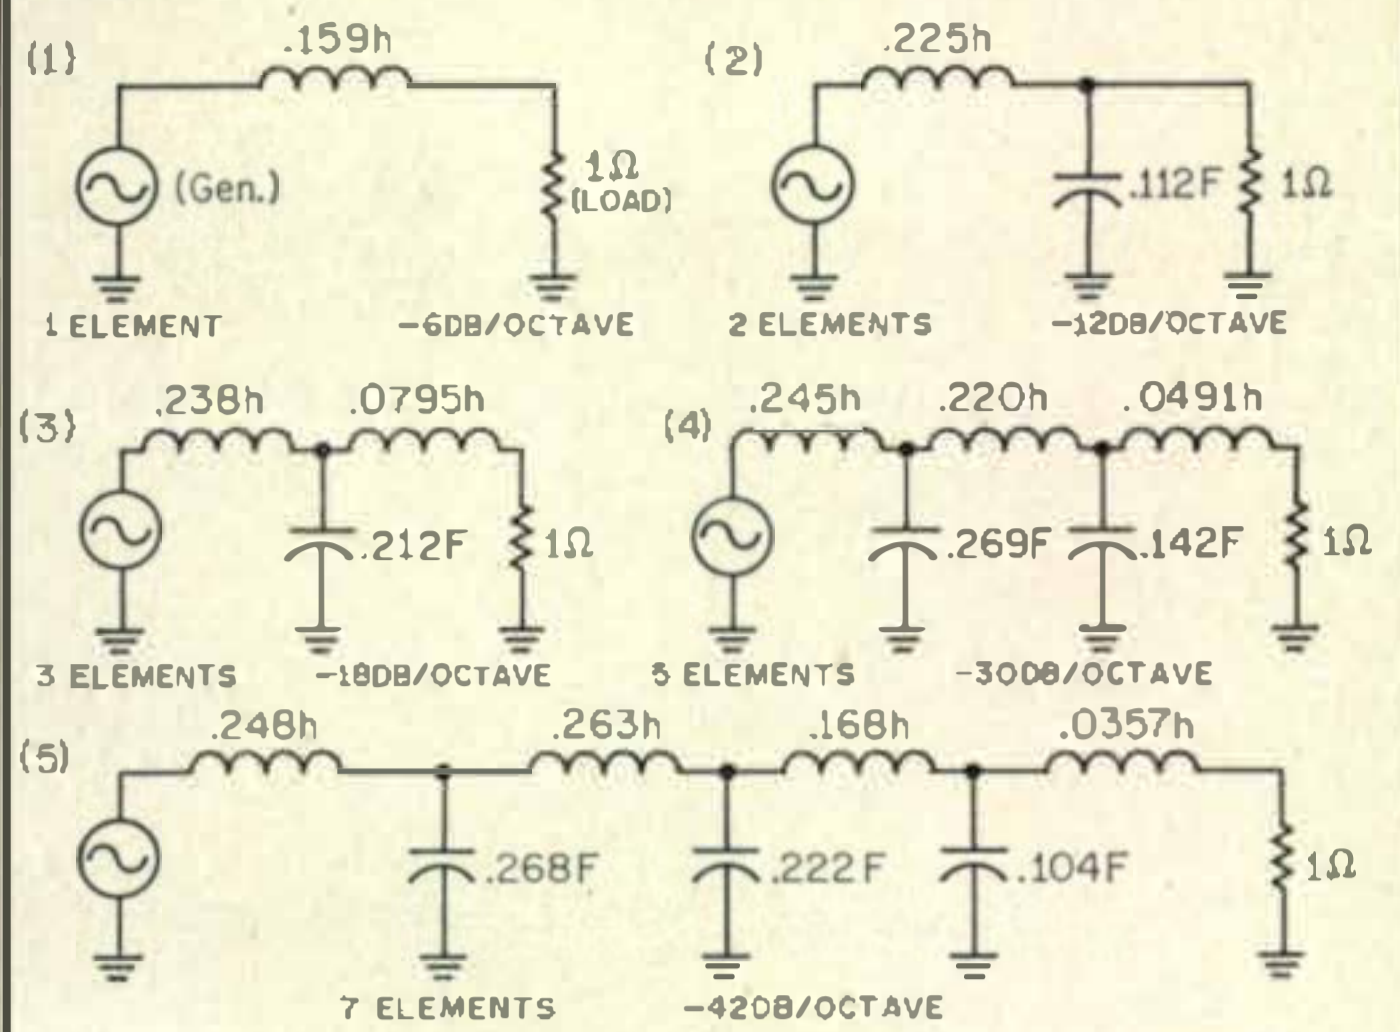 (1) .159h
(Gen.)
1Ω
(LOAD)
1 ELEMENT -6DB/OCTAVE
(2) .225h
.112F 1Ω
2 ELEMENTS -12DB/OCTAVE
(3) .238h .0795h
.212F 1Ω
3 ELEMENTS -18DB/OCTAVE
(4) .245h .220h .0491h
.269F .142F 1Ω
5 ELEMENTS -30DB/OCTAVE
(5) .248h .263h .168h .0357h
.268F .222F .104F 1Ω
7 ELEMENTS -42DB/OCTAVE